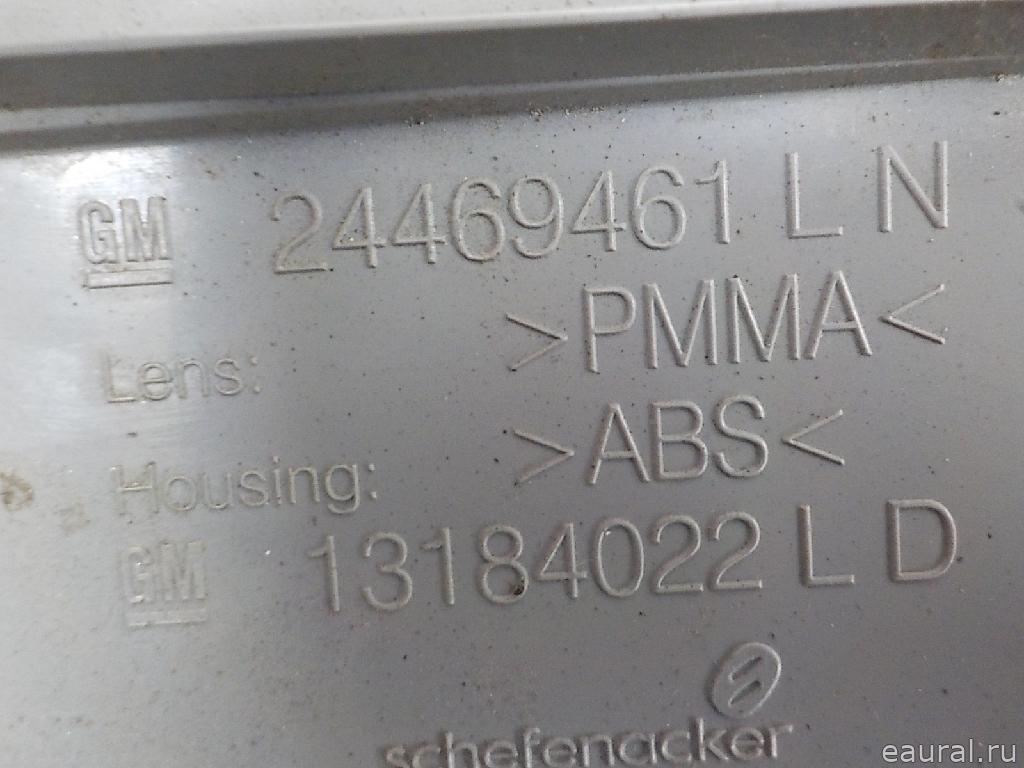 GM 24469461 L N
Lens: >PMMA<
Housing: >ABS<
GM 13184022 L D
schefenacker
eaural.ru